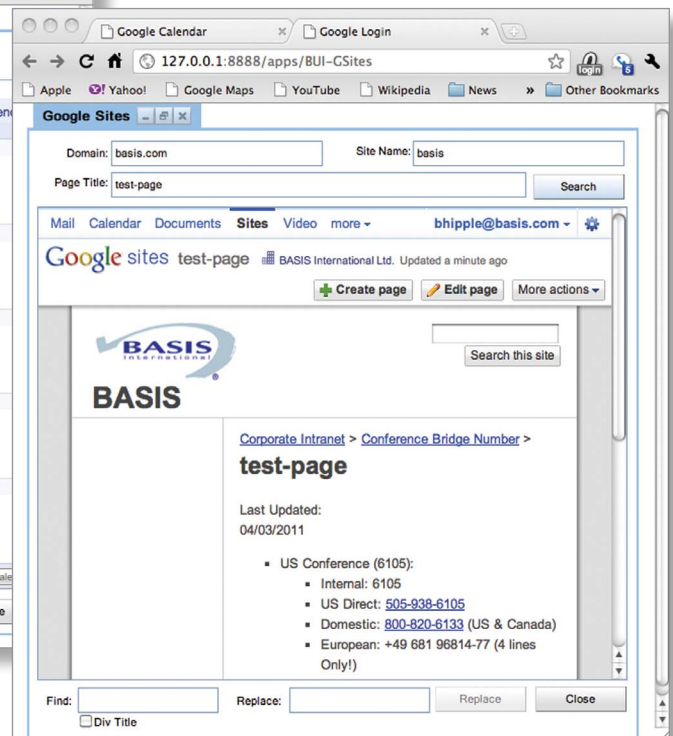 Google Calendar
Google Login
127.0.0.1:8888/apps/BUI-GSites
login
5
Apple Yahoo! Google Maps YouTube Wikipedia News » Other Bookmarks
Google Sites
Domain: basis.com Site Name: basis
Page Title: test-page Search
Mail Calendar Documents Sites Video more bhipple@basis.com
Google sites test-page BASIS International Ltd. Updated a minute ago
Create page Edit page More actions
BASIS
International
®
Search this site
BASIS
Corporate Intranet > Conference Bridge Number >
test-page
Last Updated:
04/03/2011
US Conference (6105):
Internal: 6105
US Direct: 505-938-6105
Domestic: 800-820-6133 (US & Canada)
European: +49 681 96814-77 (4 lines
Only!)
Find: Replace: Replace Close
Div Title